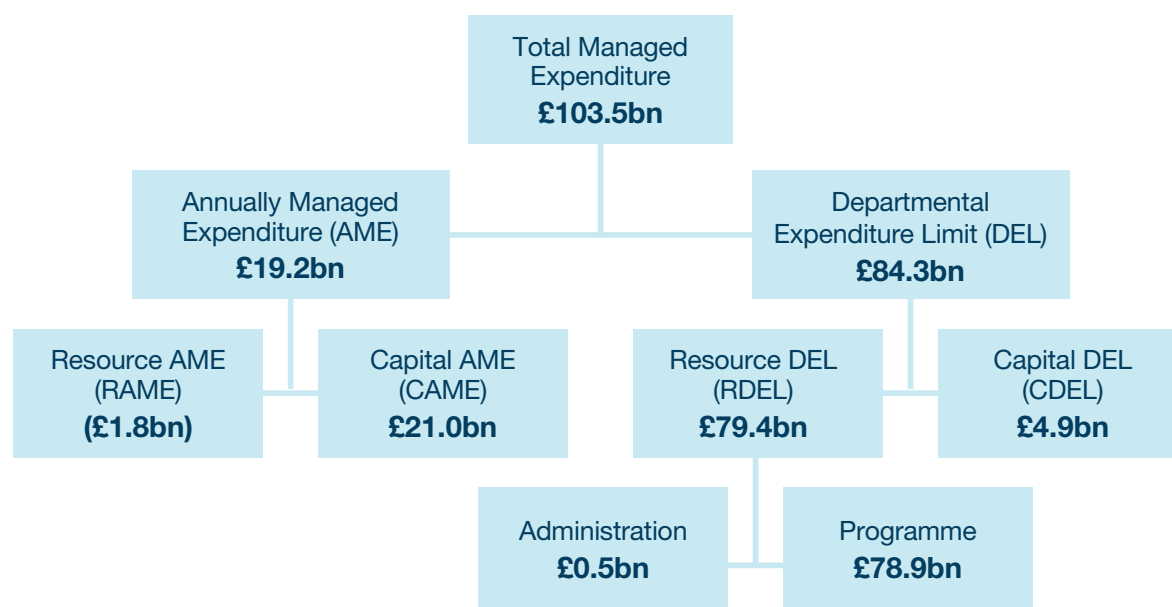 Total Managed
Expenditure
£103.5bn
Annually Managed
Expenditure (AME)
£19.2bn
Departmental
Expenditure Limit (DEL)
£84.3bn
Resource AME
(RAME)
(£1.8bn)
Capital AME
(CAME)
£21.0bn
Resource DEL
(RDEL)
£79.4bn
Capital DEL
(CDEL)
£4.9bn
Administration
£0.5bn
Programme
£78.9bn